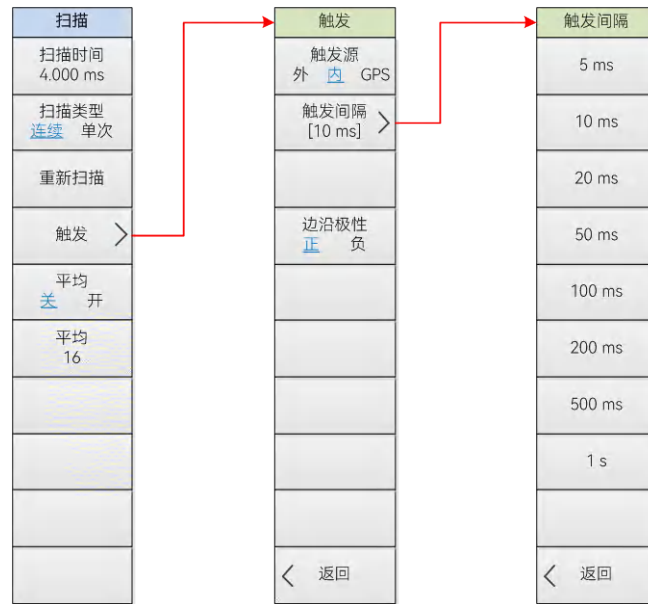 扫描
扫描时间
4.000 ms
扫描类型
连续 单次
重新扫描
触发
平均
关 开
平均
16
触发
触发源
外 内 GPS
触发间隔
[10 ms]
边沿极性
正 负
返回
触发间隔
5 ms
10 ms
20 ms
50 ms
100 ms
200 ms
500 ms
1 s
返回